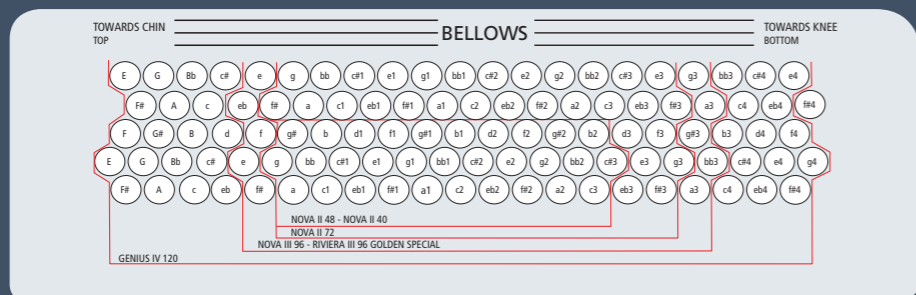 TOWARDS CHIN
TOP
BELLOWS
TOWARDS KNEE
BOTTOM
E G Bb c# e g bb c#1 e1 g1 bb1 c#2 e2 g2 bb2 c#3 e3 g3 bb3 c#4 e4
F# A c eb f# a c1 eb1 f#1 a1 c2 eb2 f#2 a2 c3 eb3 f#3 a3 c4 eb4 f#4
F G# B d f g# b d1 f1 g#1 b1 d2 f2 g#2 b2 d3 f3 g#3 b3 d4 f4
E G Bb c# e g bb c#1 e1 g1 bb1 c#2 e2 g2 bb2 c#3 e3 g3 bb3 c#4 e4 g4
F# A c eb f# a c1 eb1 f#1 a1 c2 eb2 f#2 a2 c3 eb3 f#3 a3 c4 eb4 f#4
NOVA II 48 - NOVA II 40
NOVA II 72
NOVA III 96 - RIVIERA III 96 GOLDEN SPECIAL
GENIUS IV 120